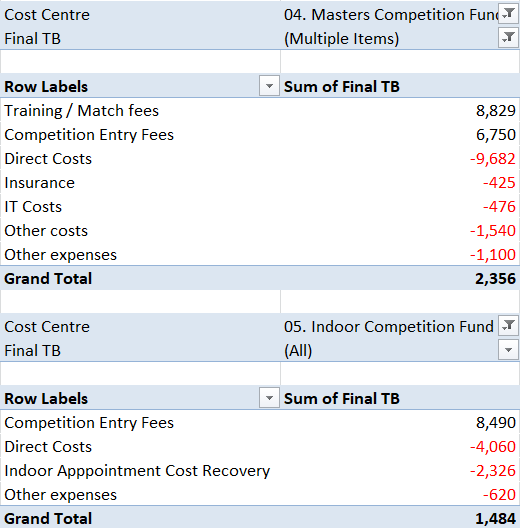 Cost Centre 04. Masters Competition Fund
Final TB (Multiple Items)
Row Labels Sum of Final TB
Training / Match fees 8,829
Competition Entry Fees 6,750
Direct Costs -9,682
Insurance -425
IT Costs -476
Other costs -1,540
Other expenses -1,100
Grand Total 2,356
Cost Centre 05. Indoor Competition Fund
Final TB (All)
Row Labels Sum of Final TB
Competition Entry Fees 8,490
Direct Costs -4,060
Indoor Apppointment Cost Recovery -2,326
Other expenses -620
Grand Total 1,484